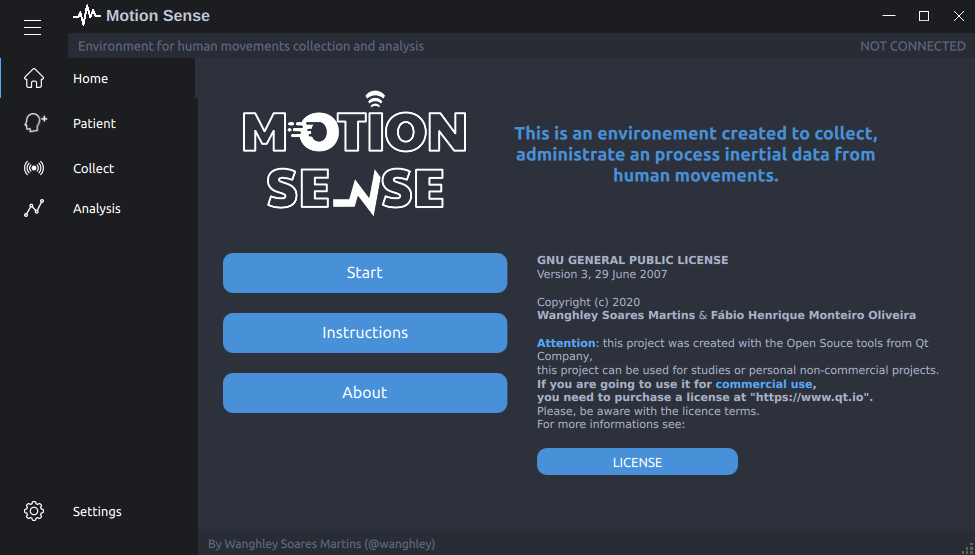 Motion Sense
Environment for human movements collection and analysis
NOT CONNECTED
Home
Patient
Collect
Analysis
Settings
MOTION
SENSE
This is an environement created to collect,
administrate an process inertial data from
human movements.
Start
Instructions
About
GNU GENERAL PUBLIC LICENSE
Version 3, 29 June 2007
Copyright (c) 2020
Wanghley Soares Martins & Fábio Henrique Monteiro Oliveira
Attention: this project was created with the Open Souce tools from Qt
Company,
this project can be used for studies or personal non-commercial projects.
If you are going to use it for commercial use,
you need to purchase a license at "https://www.qt.io".
Please, be aware with the licence terms.
For more informations see:
LICENSE
By Wanghley Soares Martins (@wanghley)